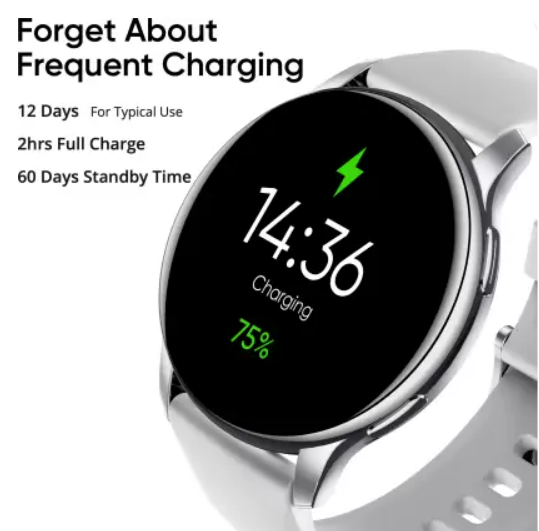 Forget About
Frequent Charging
12 Days For Typical Use
2hrs Full Charge
60 Days Standby Time
14:36
Charging
75%